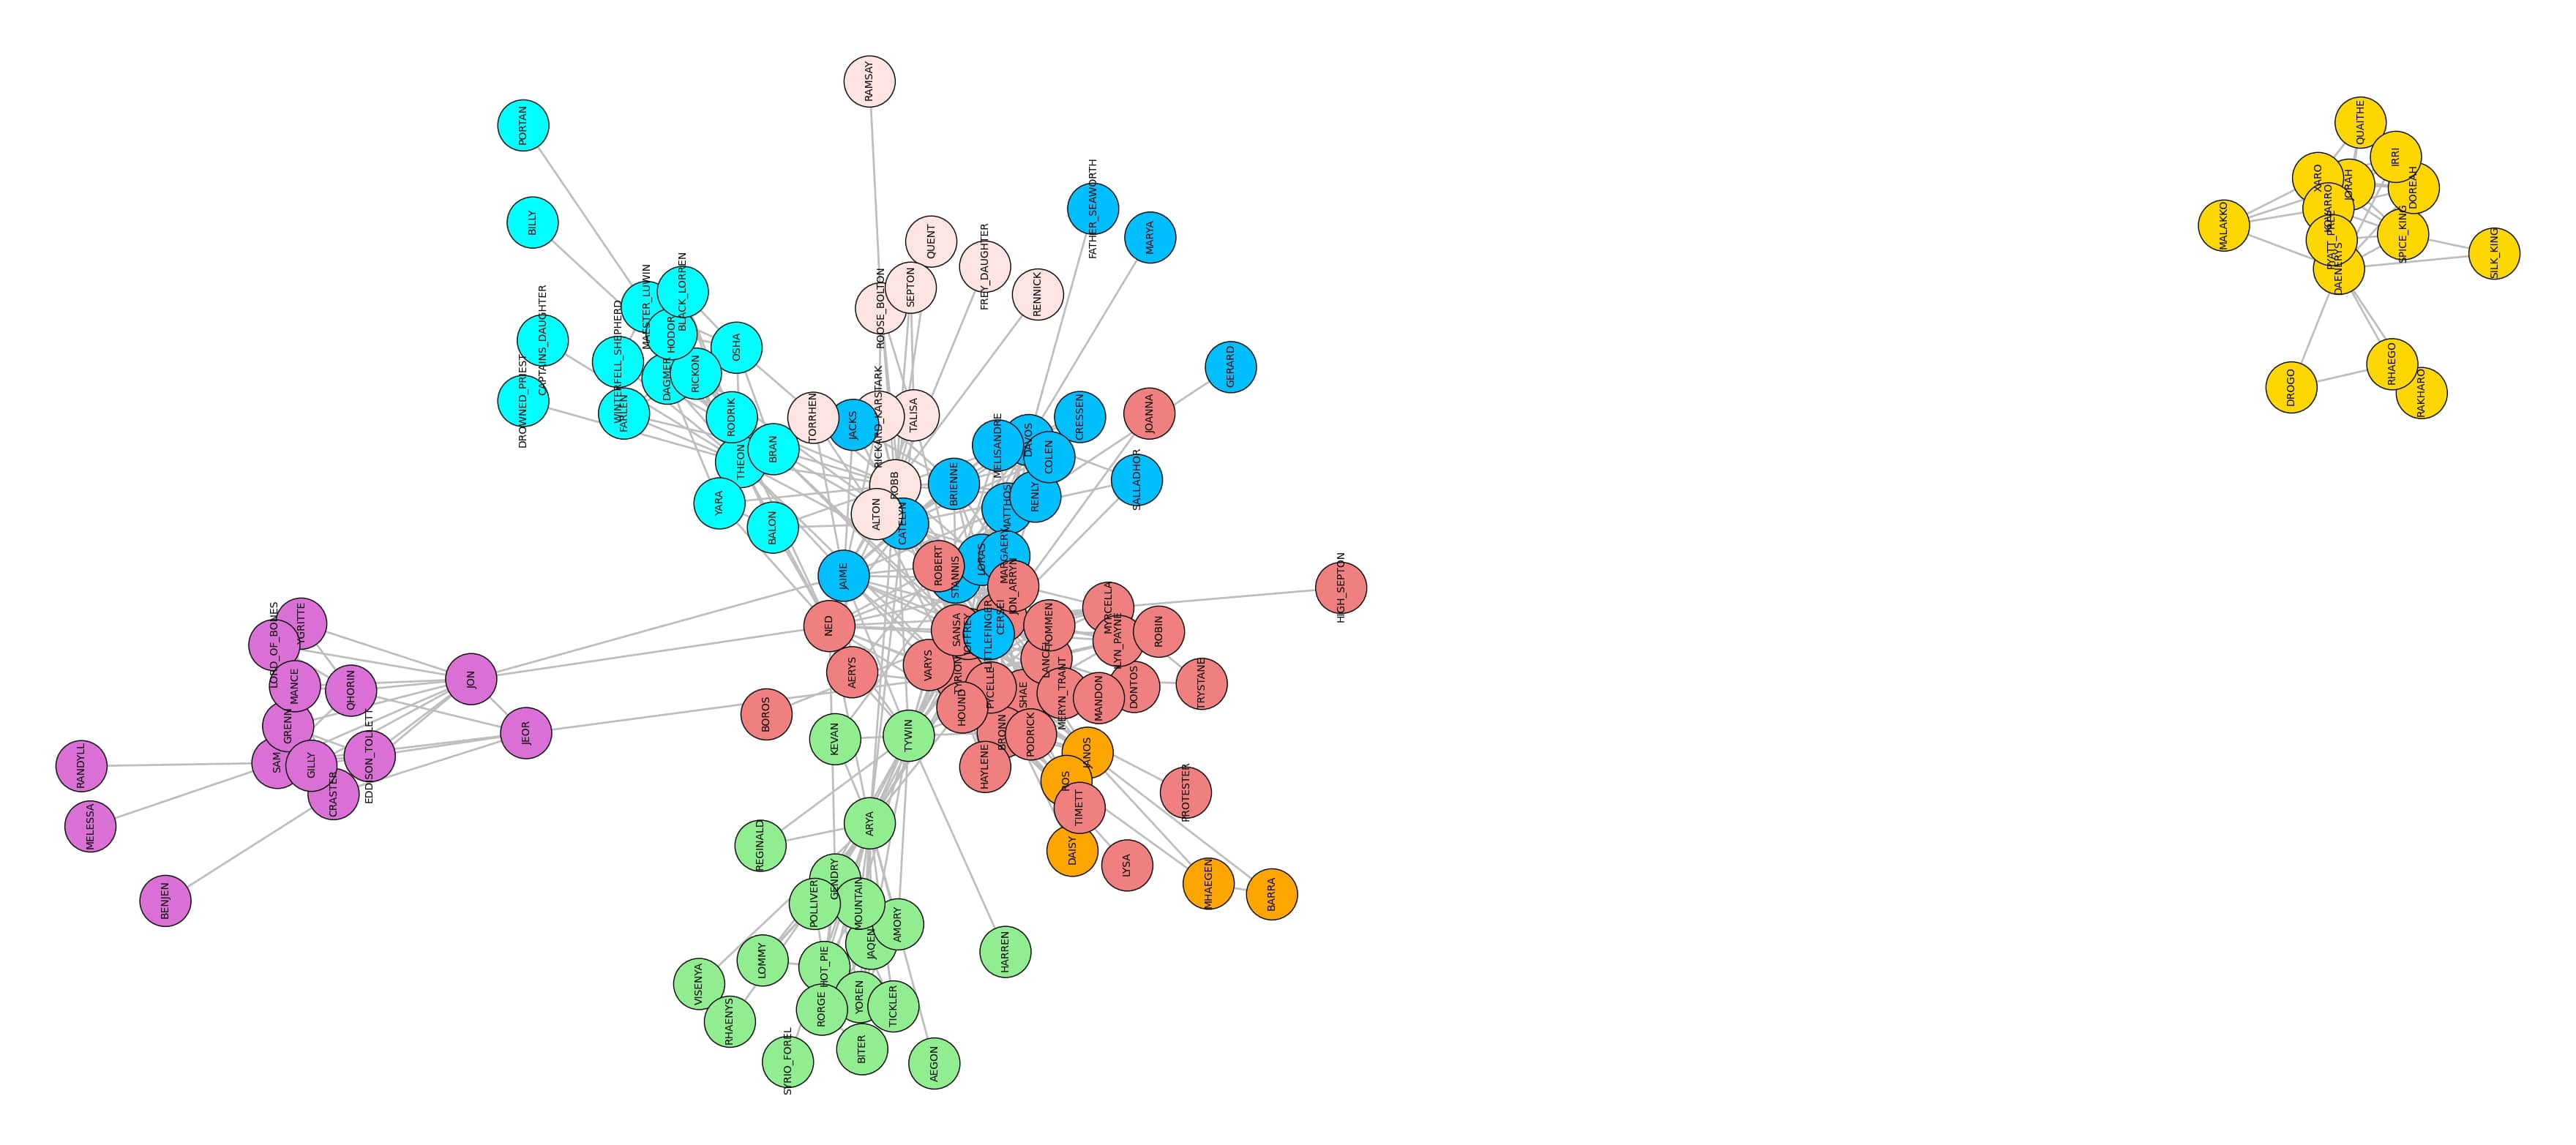 RAMSAY
PORTAN
QUAITHE
IRRI
XARO
JORAH
DOREAH
FATHER_SEAWORTH
BILLY
MALAKKO
MARYA
QUENT
SPICE_KING
SILK_KING
PYATT_PREE
DAENERYS
FREY_DAUGHTER
SEPTON
RENNICK
ROOSE_BOLTON
BLACK_LORREN
MAESTER_LUWIN
HODOR
CAPTAINS_DAUGHTER
OSHA
WINTERFELL_SHEPHERD
DAGMER
RICKON
GERARD
RHAEGO
DROGO
RAKHARO
DROWNED_PRIEST
FARLEN
RODRIK
TORRHEN
JACKS
RICKARD_KARSTARK
TALISA
CRESSEN
JOANNA
MELISANDRE
DAVOS
COLEN
BRAN
THEON
ROBB
BRIENNE
SALLADHOR
RENLY
YARA
MATTHOS
ALTON
CATELYN
BALON
LORAS
MARGAERY
ROBERT
JAIME
STANNIS
JON_ARRYN
HIGH_SEPTON
MYRCELLA
CERSEI
YGRITTE
NED
SANSA
JOFFREY
LITTLEFINGER
TOMMEN
ROBIN
ILYN_PAYNE
LORD_OF_BONES
LANCEL
VARYS
AERYS
TYRION
JON
MANCE
QHORIN
PYCELLE
SHAE
MERYN_TRANT
MANDON
DONTOS
TRYSTANE
HOUND
BOROS
GRENN
JEOR
BRONN
PODRICK
KEVAN
TYWIN
EDDISON_TOLLETT
JANOS
RANDYLL
SAM
GILLY
HAYLENE
ROS
CRASTER
PROTESTER
TIMETT
MELESSA
ARYA
REGINALD
DAISY
LYSA
GENDRY
MHAEGEN
BARRA
BENJEN
POLLIVER
MOUNTAIN
AMORY
JAQEN
HARREN
LOMMY
HOT_PIE
VISENYA
YOREN
RORGE
TICKLER
RHAENYS
BITER
SYRIO_FOREL
AEGON